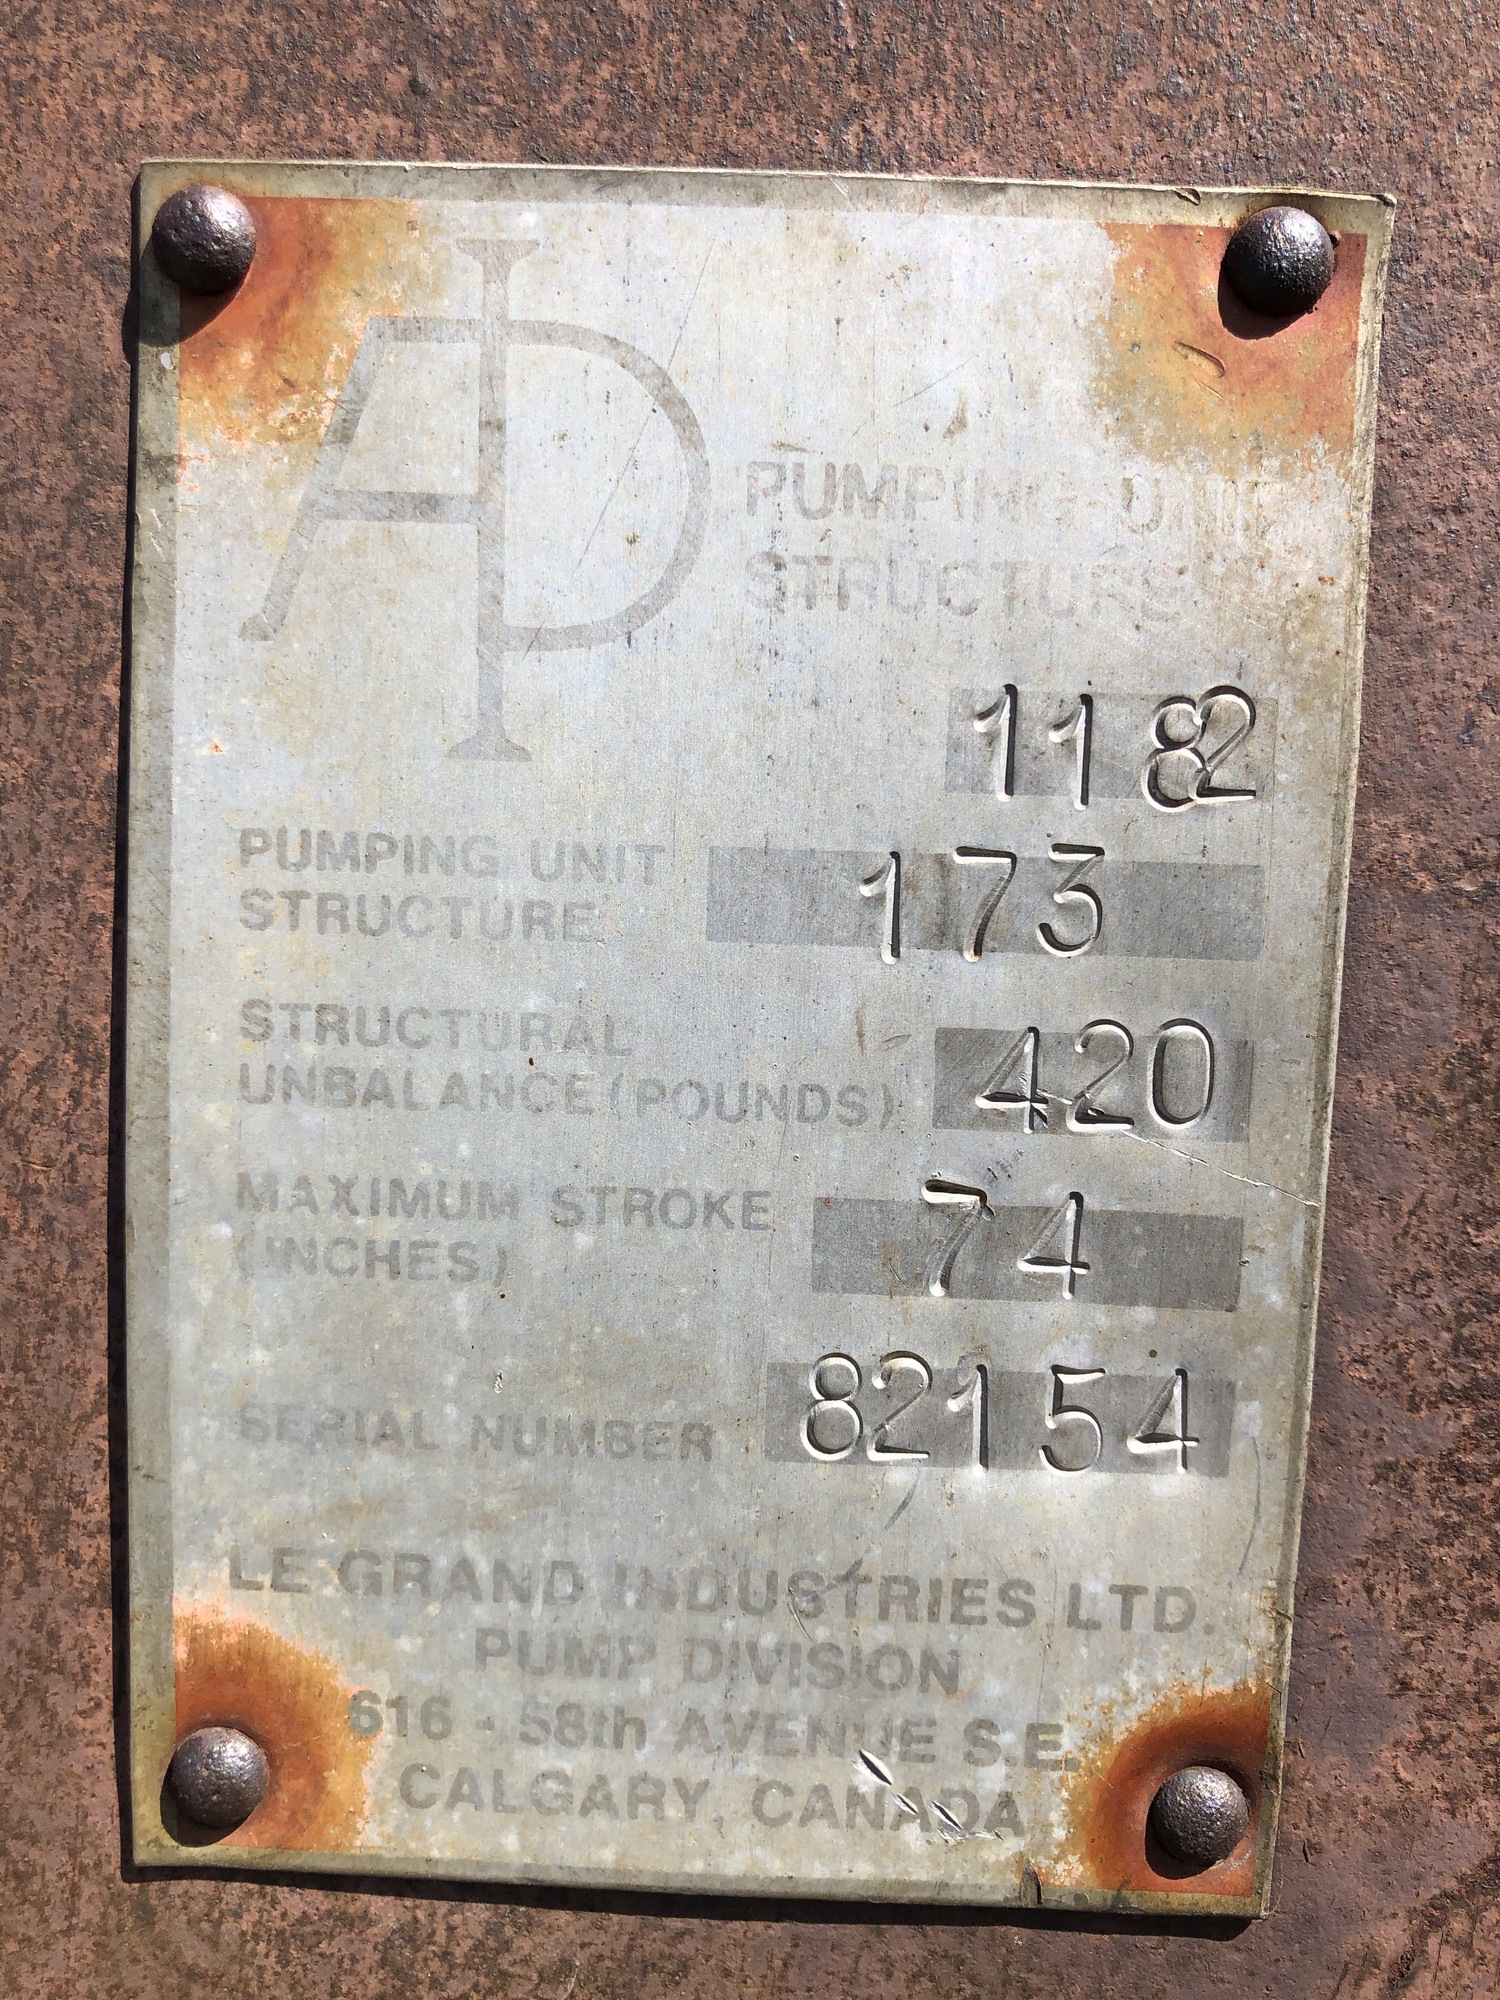 API
PUMPING UNIT
STRUCTURE
1182
PUMPING UNIT
STRUCTURE
173
STRUCTURAL
UNBALANCE (POUNDS)
420
MAXIMUM STROKE
(INCHES)
74
SERIAL NUMBER
82154
LE GRAND INDUSTRIES LTD.
PUMP DIVISION
616 - 58th AVENUE S.E.
CALGARY, CANADA